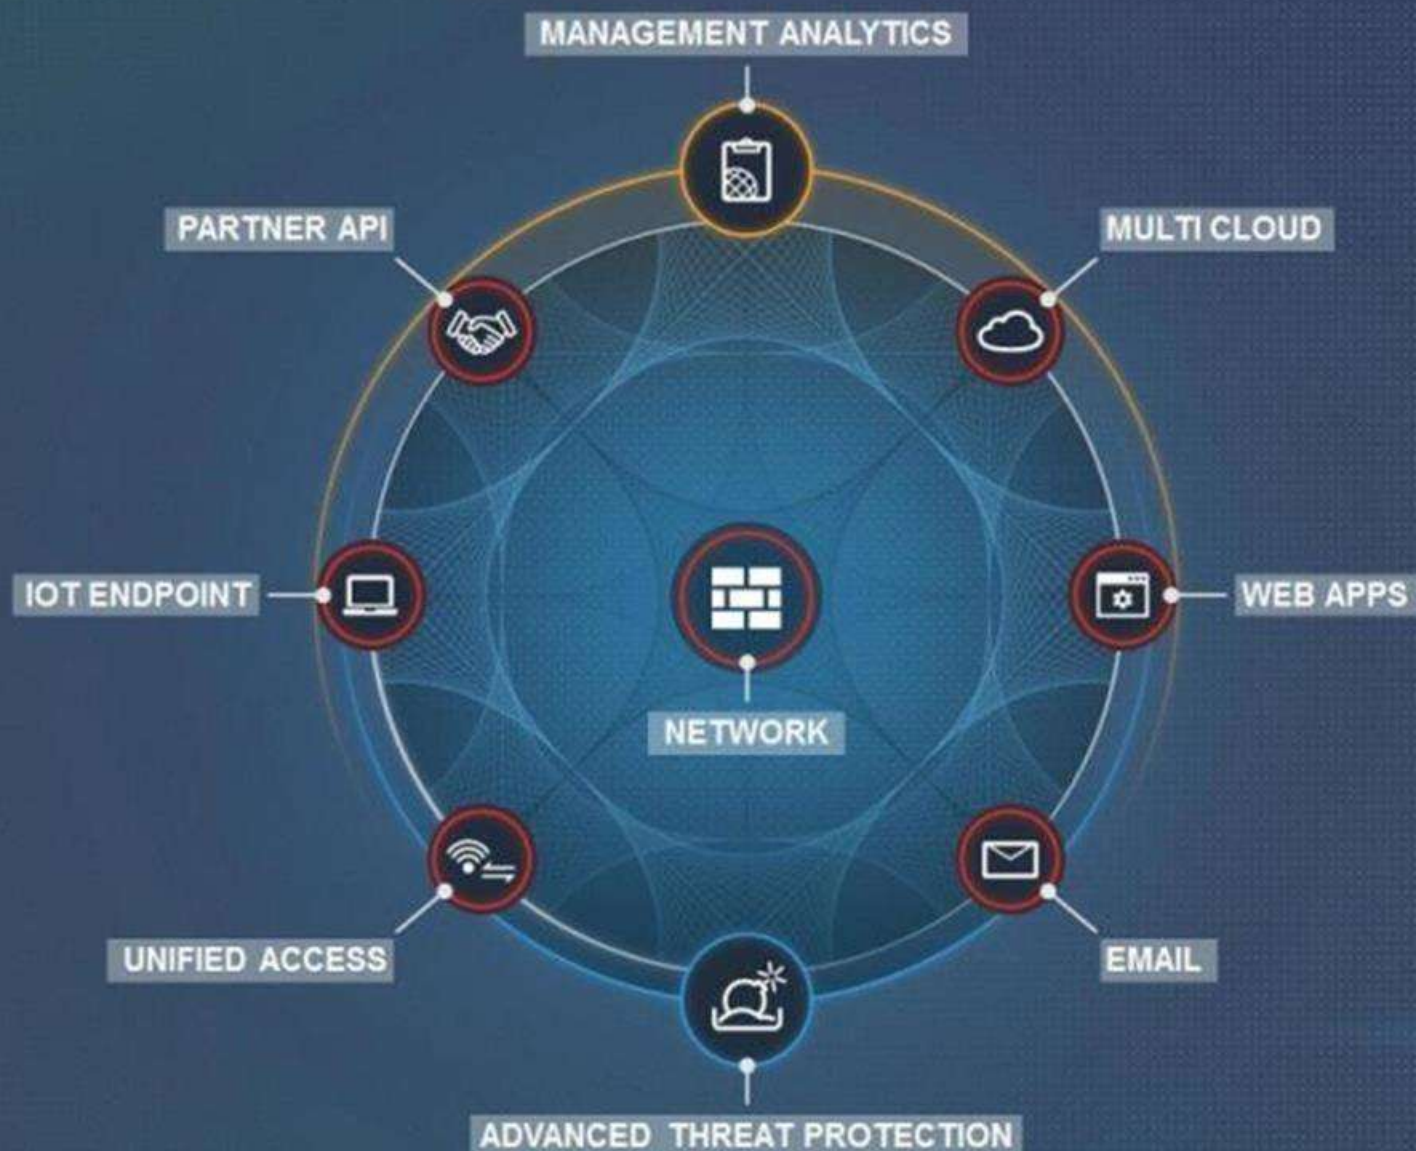 MANAGEMENT ANALYTICS
PARTNER API
MULTI CLOUD
IOT ENDPOINT
WEB APPS
NETWORK
UNIFIED ACCESS
EMAIL
ADVANCED THREAT PROTECTION